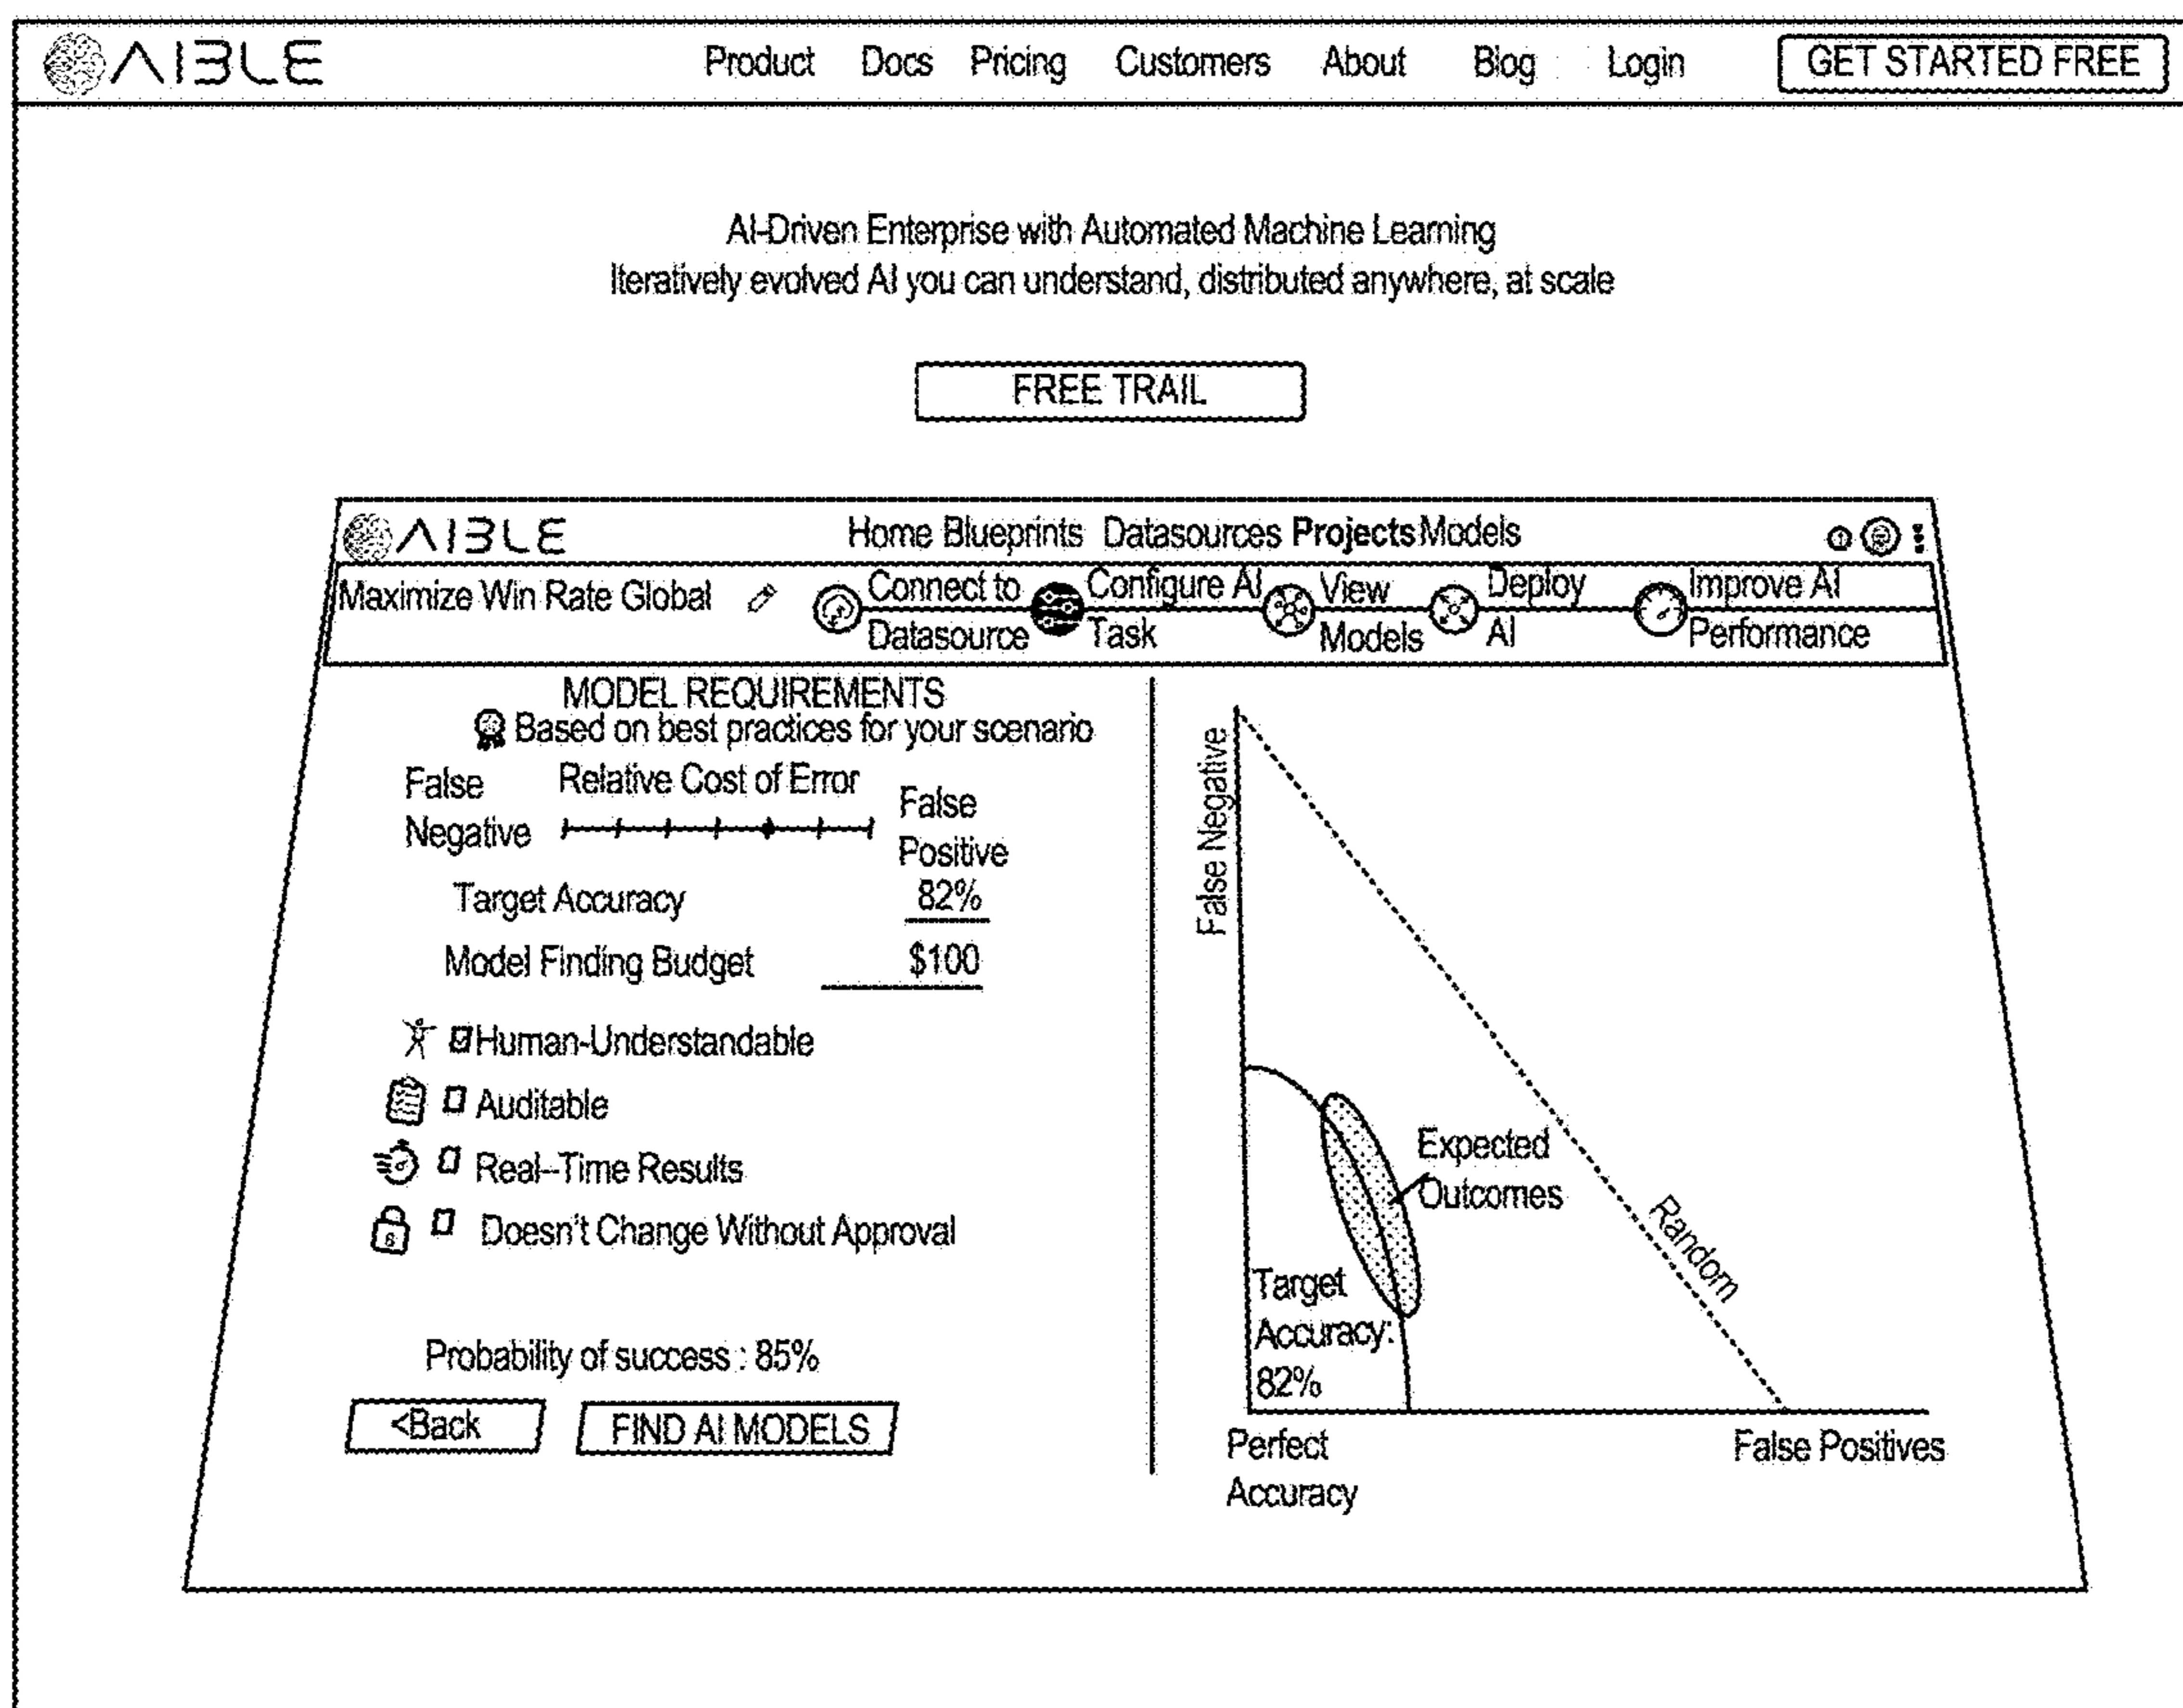 AIBLE
Product Docs Pricing Customers About Blog Login GET STARTED FREE
AI-Driven Enterprise with Automated Machine Learning
Iteratively evolved AI you can understand, distributed anywhere, at scale
FREE TRAIL
AIBLE
Home Blueprints Datasources Projects Models
Maximize Win Rate Global
Connect to
Datasource
Configure AI
Task
View
Models
Deploy
AI
Improve AI
Performance
MODEL REQUIREMENTS
Based on best practices for your scenario
Relative Cost of Error
False
Negative
False
Positive
Target Accuracy 82%
Model Finding Budget $100
Human-Understandable
Auditable
Real--Time Results
Doesn't Change Without Approval
Probability of success : 85%
<Back
FIND AI MODELS
False Negative
Expected
Outcomes
Random
Target
Accuracy:
82%
Perfect
Accuracy
False Positives